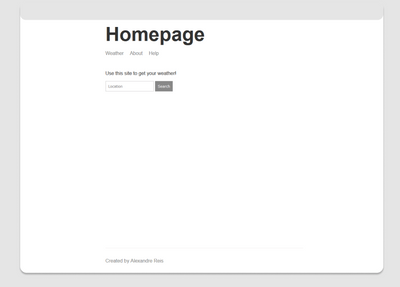 Homepage
Weather About Help
Use this site to get your weather!
Location
Search
Created by Alexandre Reis